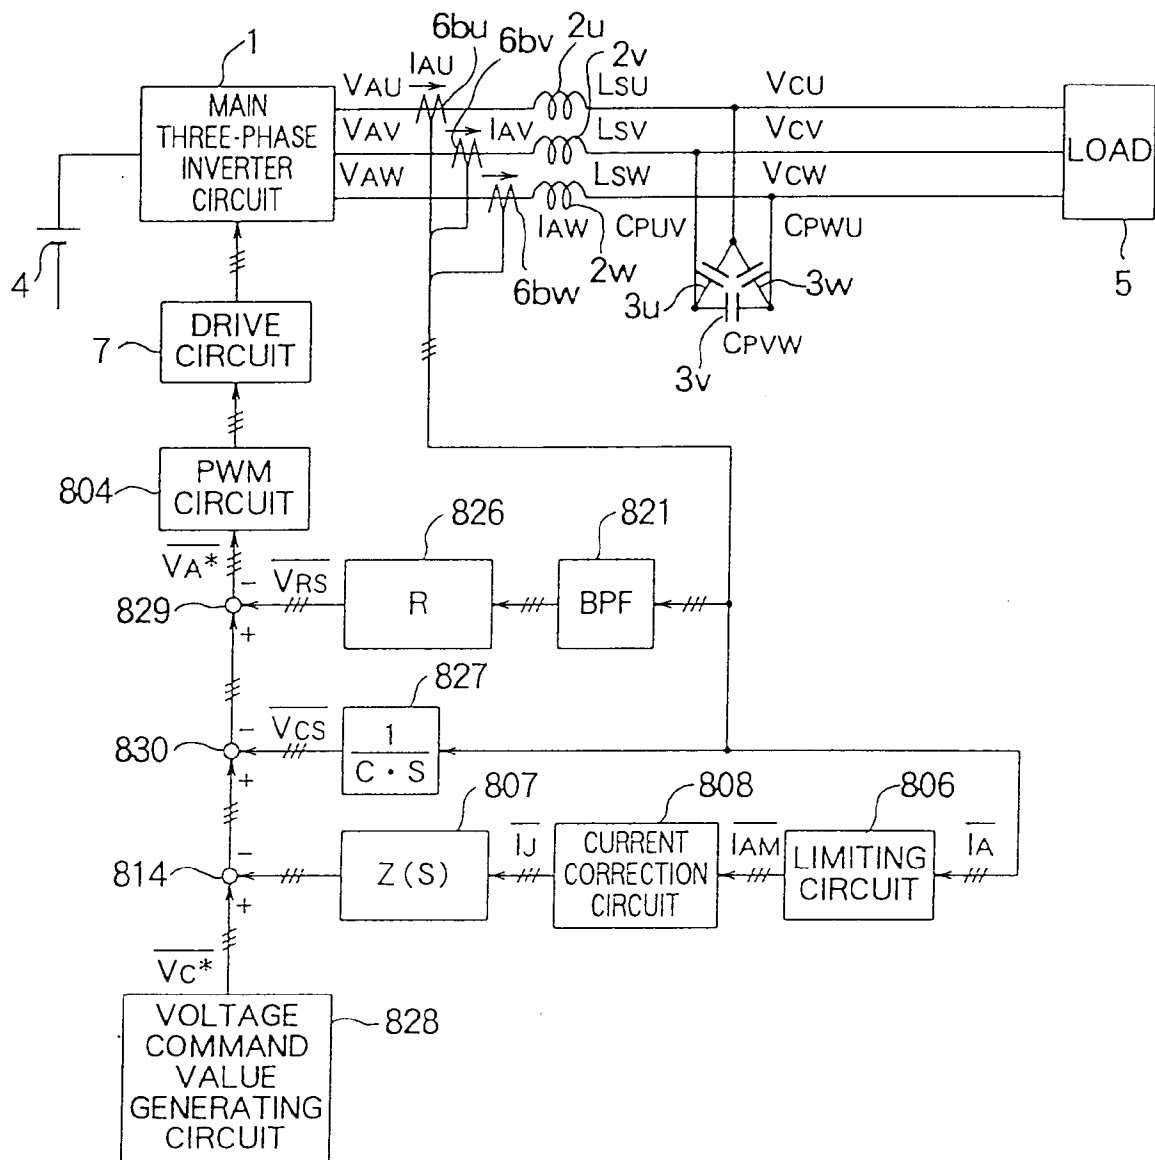 1
6bu
6bv
2u
2v
IAU
VAU
LSU
VCU
MAIN
THREE-PHASE
INVERTER
CIRCUIT
VAV
IAV
LSV
VCV
LOAD
VAW
LSW
VCW
IAW
CPUV
CPWU
4
6bw
2w
3u
3w
5
CPVW
3v
7
DRIVE
CIRCUIT
804
PWM
CIRCUIT
826
821
VA*
VRS
R
BPF
829
−
+
827
VCS
1
C · S
830
−
+
807
808
806
IJ
CURRENT
CORRECTION
CIRCUIT
IAM
LIMITING
CIRCUIT
IA
Z(S)
814
−
+
VC*
VOLTAGE
COMMAND
VALUE
GENERATING
CIRCUIT
828